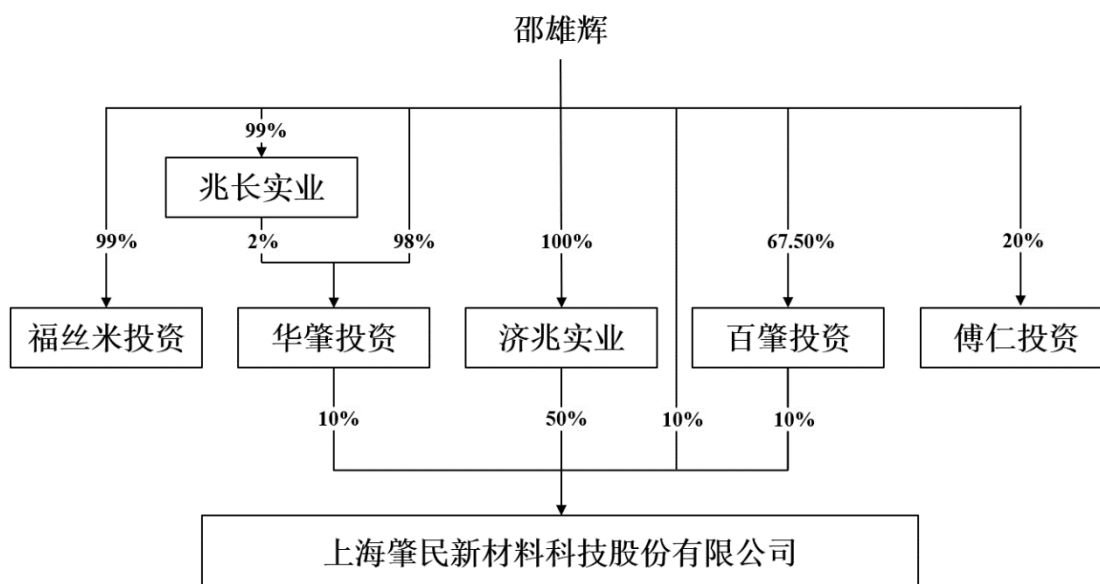 邵雄辉
99%
兆长实业
99%
2%
98%
100%
67.50%
20%
福丝米投资
华肇投资
济兆实业
百肇投资
傅仁投资
10%
50%
10%
10%
上海肇民新材料科技股份有限公司